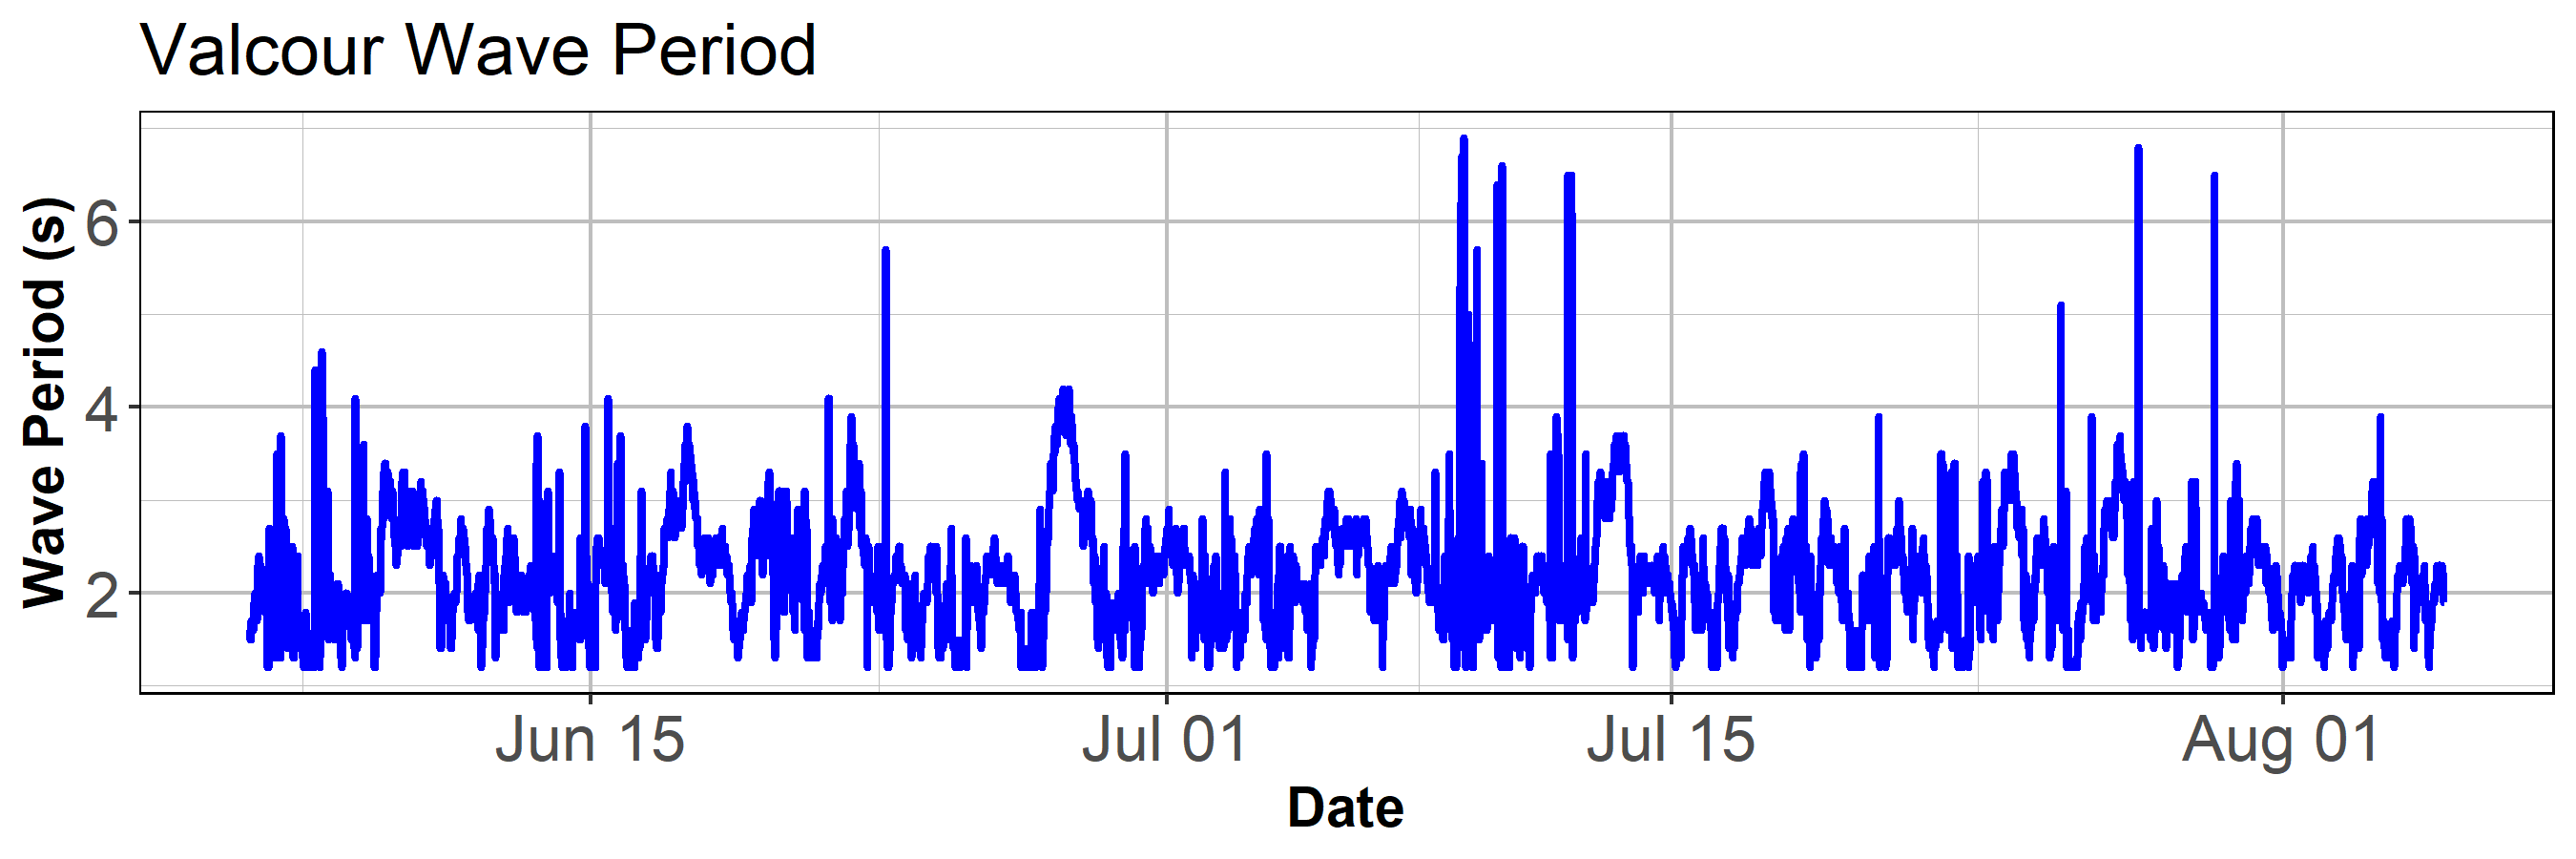 Valcour Wave Period
Wave Period (s)
6
4
2
Jun 15 Jul 01 Jul 15 Aug 01
Date